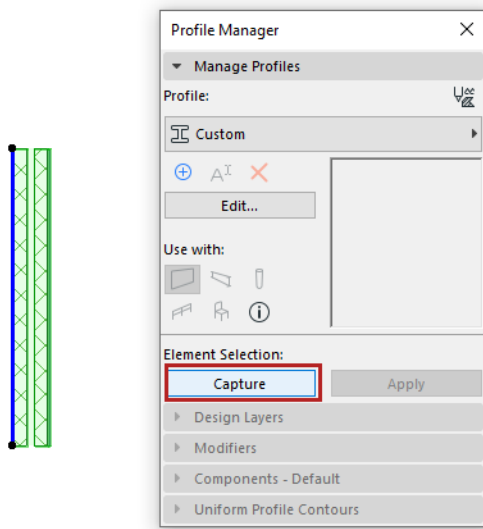 Profile Manager
Manage Profiles
Profile:
Custom
Edit...
Use with:
Element Selection:
Capture Apply
Design Layers
Modifiers
Components - Default
Uniform Profile Contours